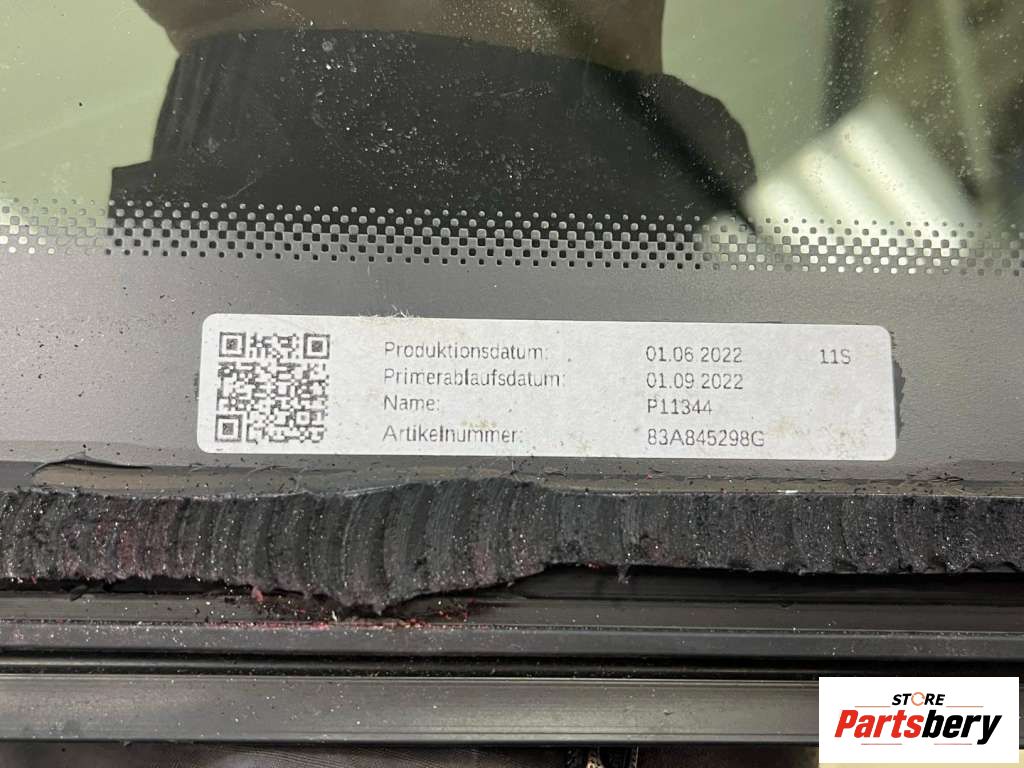 Produktionsdatum: 01.06.2022 11S
Primerablaufsdatum: 01.09.2022
Name: P11344
Artikelnummer: 83A845298G
STORE
Partsbery